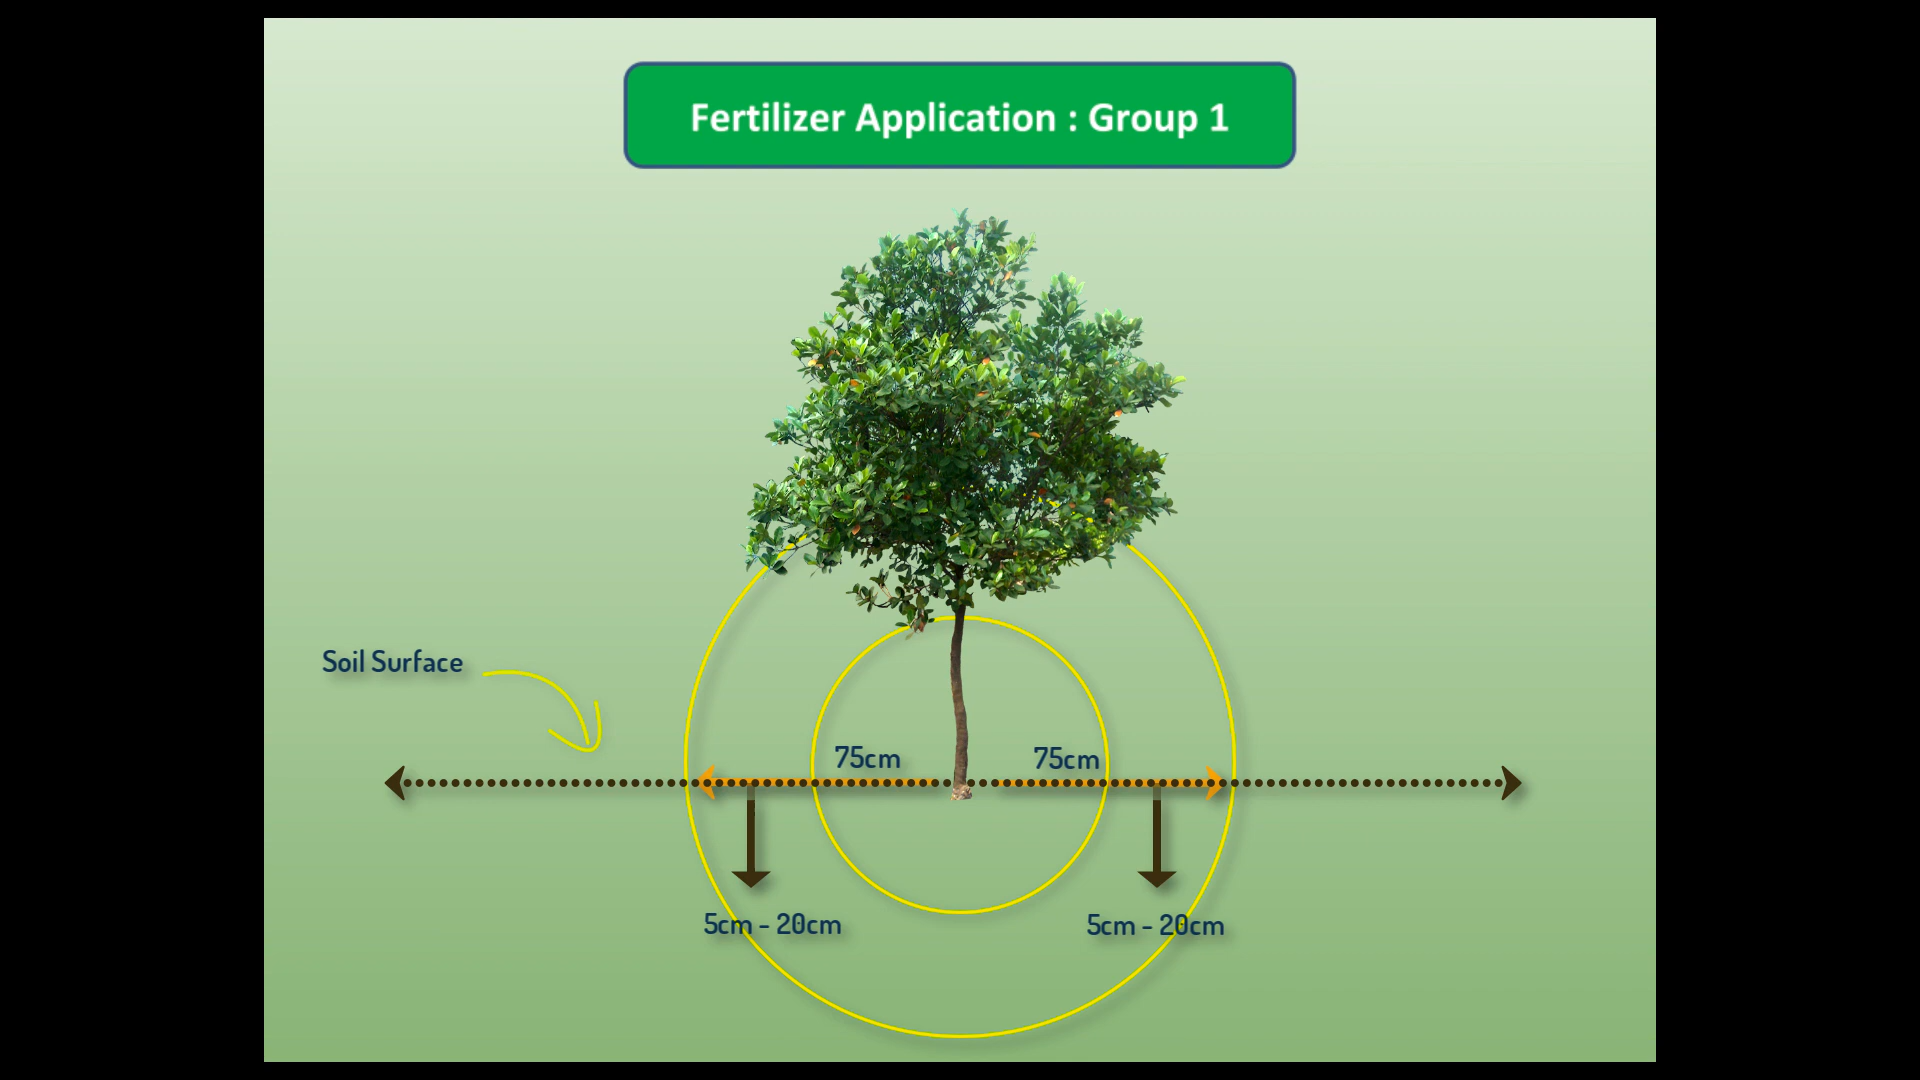 Fertilizer Application : Group 1
Soil Surface
75cm
75cm
5cm - 20cm
5cm - 20cm